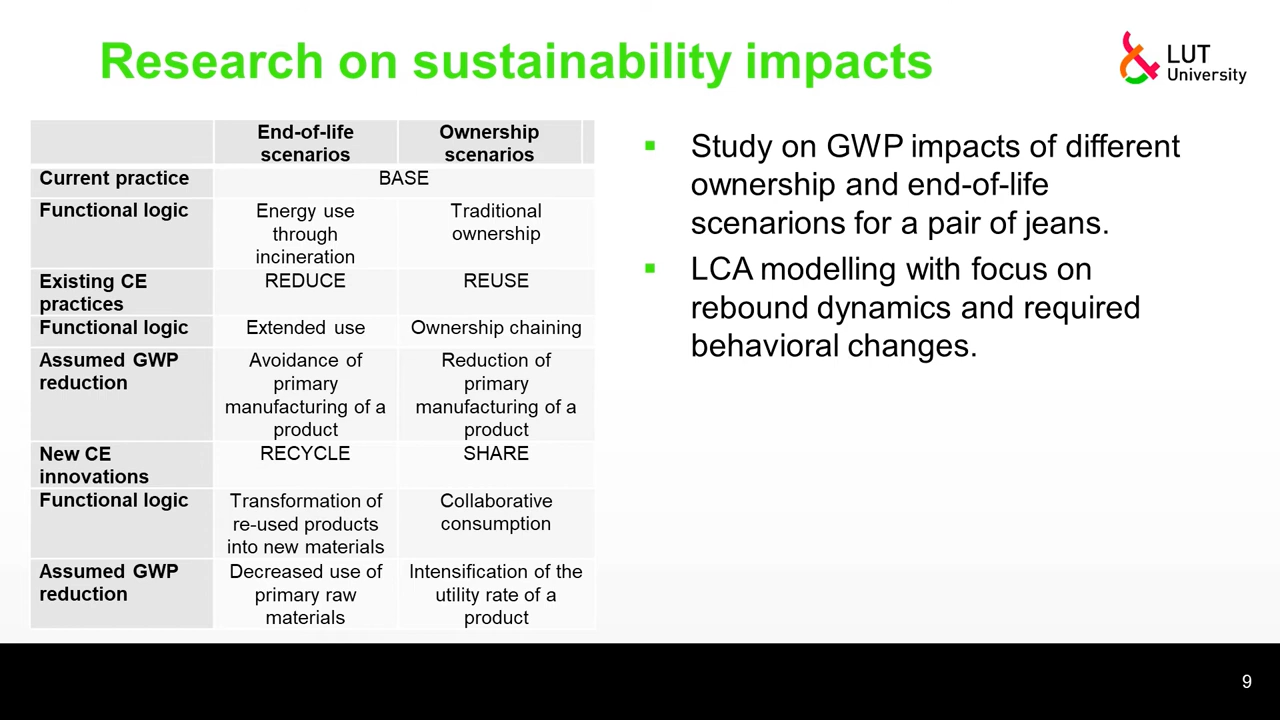 Research on sustainability impacts
LUT
University
End-of-life
scenarios
Ownership
scenarios
Current practice
BASE
Functional logic
Energy use
through
incineration
Traditional
ownership
Existing CE
practices
REDUCE
REUSE
Functional logic
Extended use
Ownership chaining
Assumed GWP
reduction
Avoidance of
primary
manufacturing of a
product
Reduction of
primary
manufacturing of a
product
New CE
innovations
RECYCLE
SHARE
Functional logic
Transformation of
re-used products
into new materials
Collaborative
consumption
Assumed GWP
reduction
Decreased use of
primary raw
materials
Intensification of the
utility rate of a
product
Study on GWP impacts of different
ownership and end-of-life
scenarions for a pair of jeans.
LCA modelling with focus on
rebound dynamics and required
behavioral changes.
9